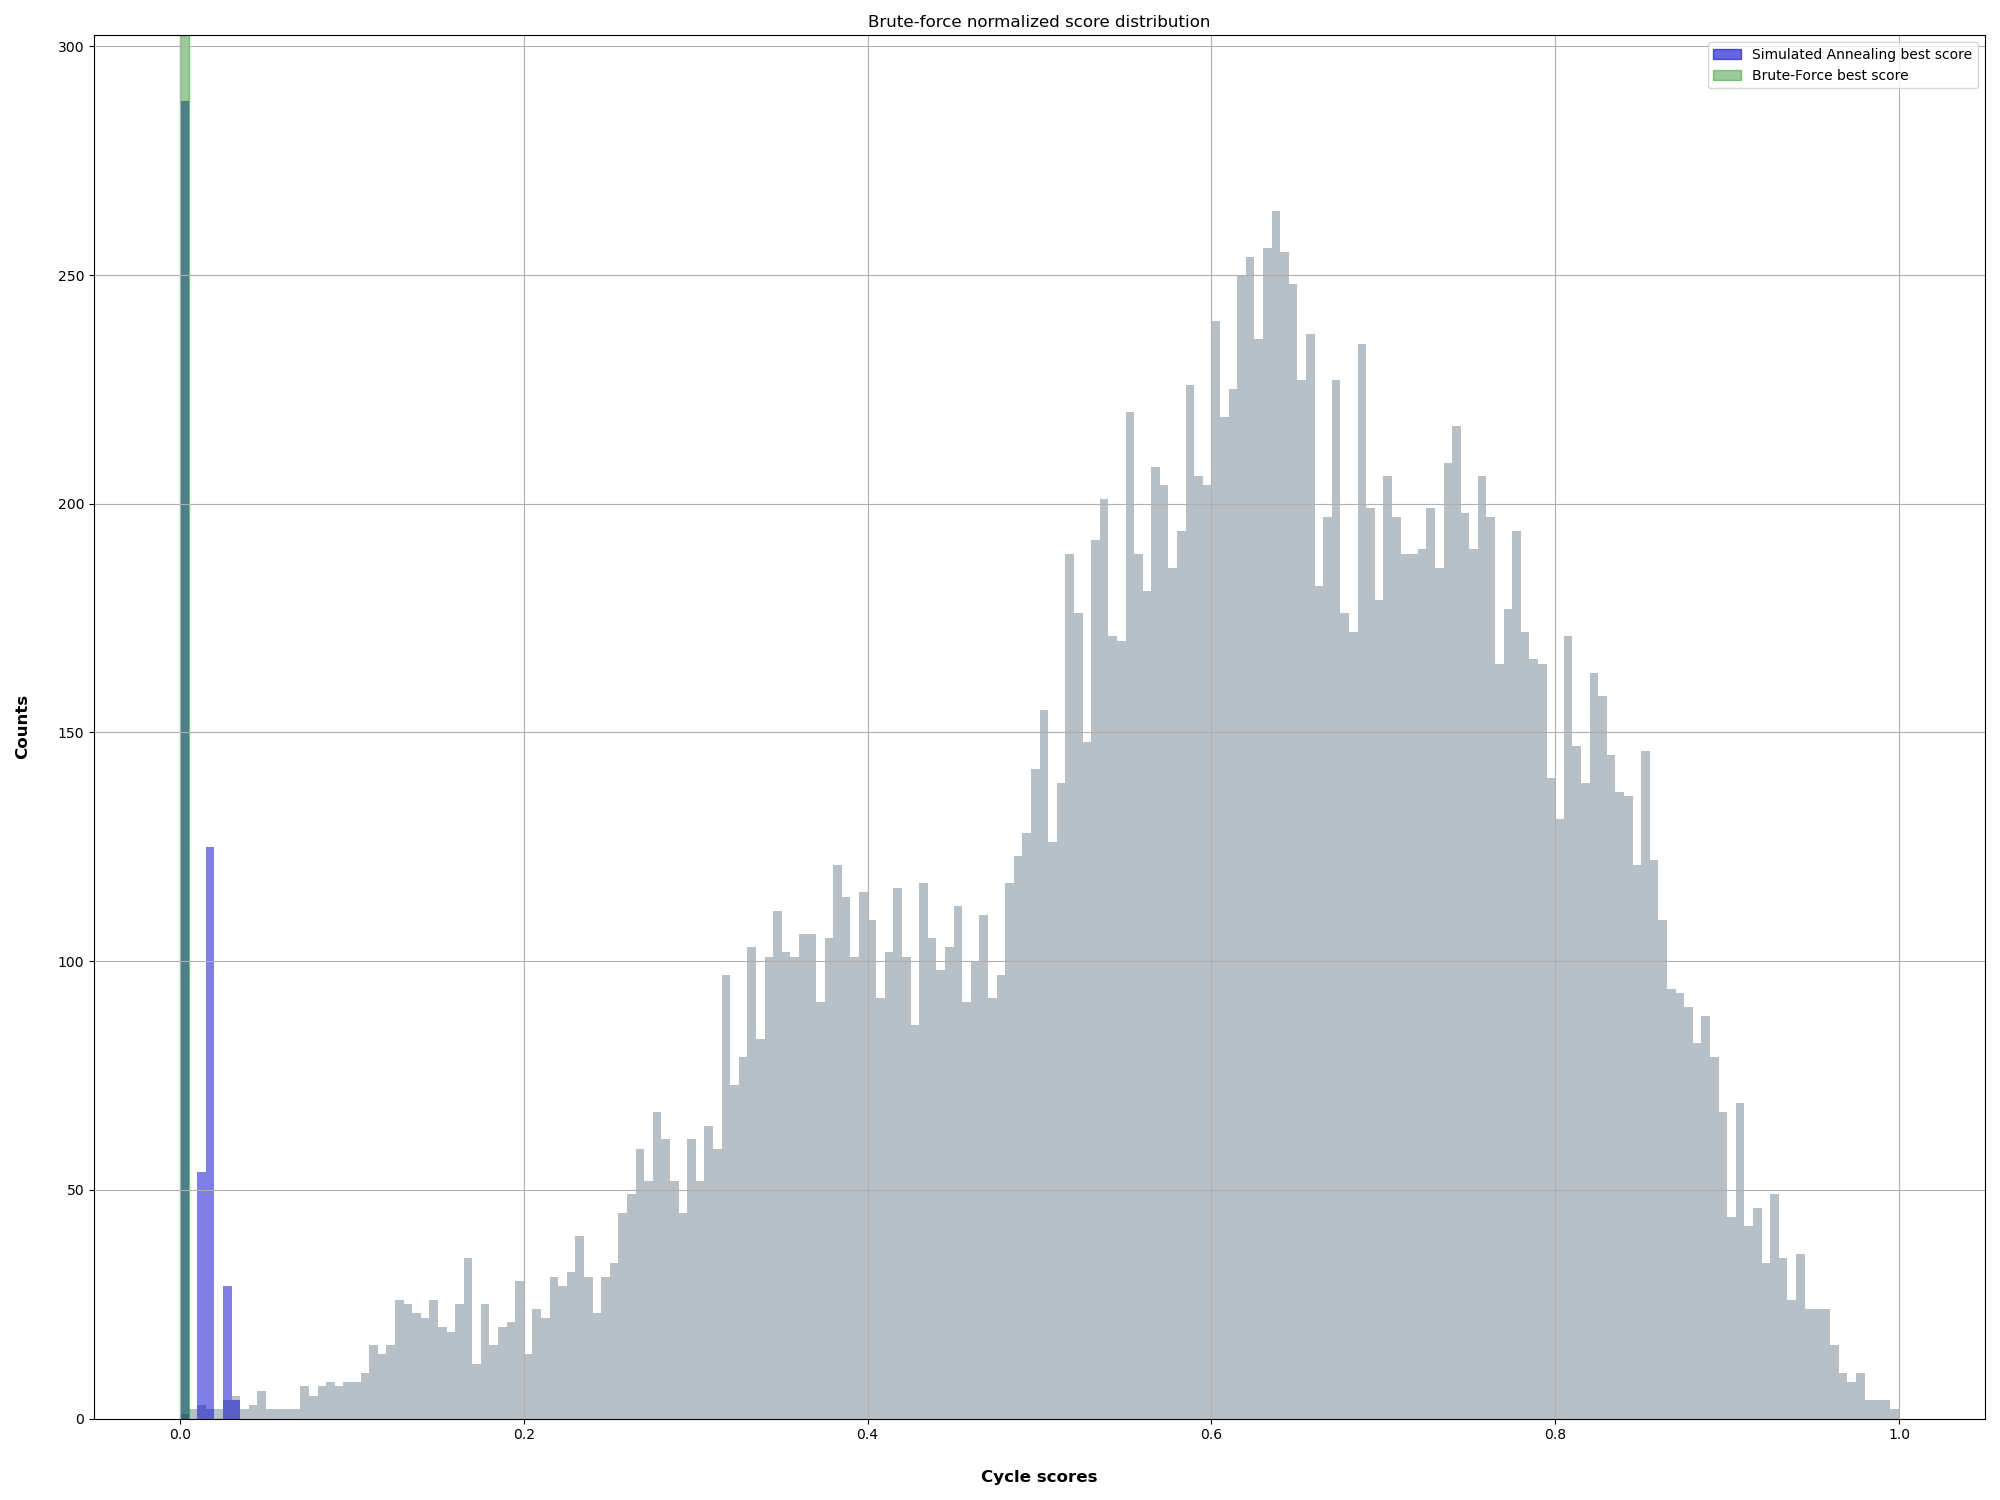 Brute-force normalized score distribution
Simulated Annealing best score
Brute-Force best score
300
250
200
150
100
50
0
Counts
0.0 0.2 0.4 0.6 0.8 1.0
Cycle scores